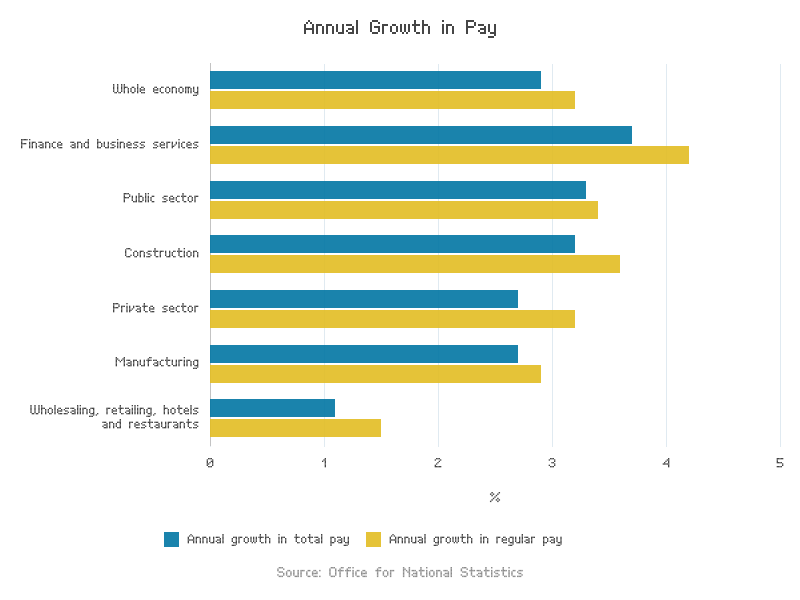 Annual Growth in Pay
Whole economy
Finance and business services
Public sector
Construction
Private sector
Manufacturing
Wholesaling, retailing, hotels
and restaurants
0 1 2 3 4 5
%
Annual growth in total pay Annual growth in regular pay
Source: Office for National Statistics